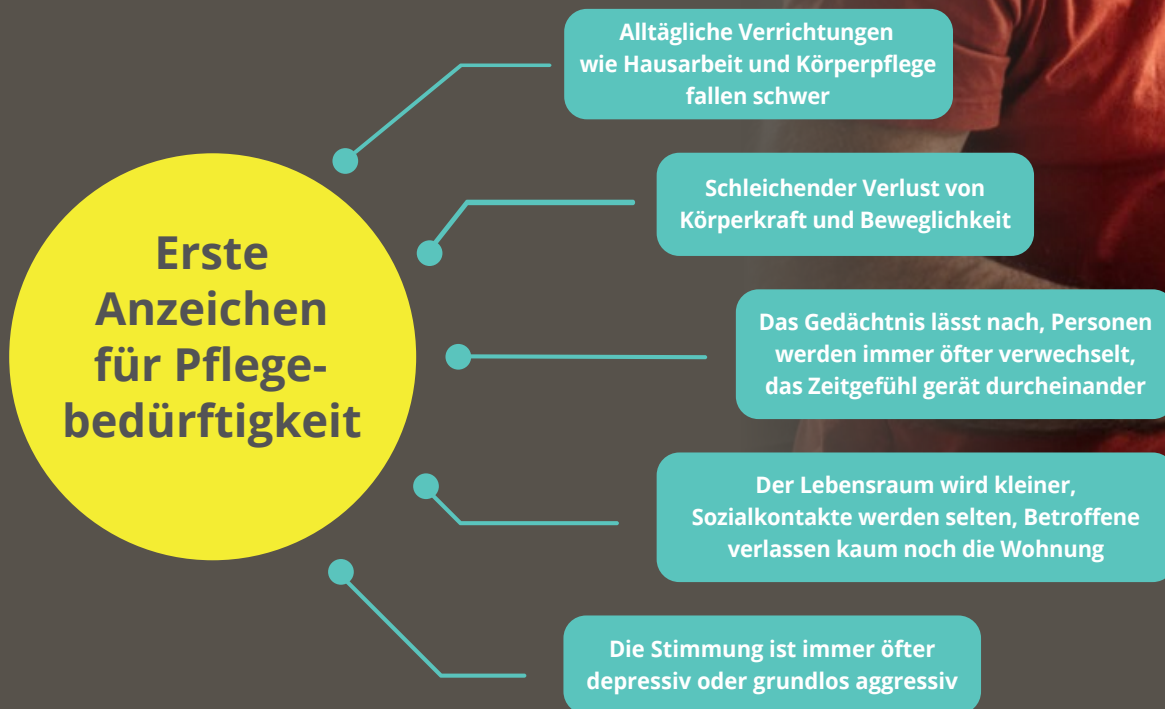 Erste
Anzeichen
für Pflege-
bedürftigkeit
Alltägliche Verrichtungen
wie Hausarbeit und Körperpflege
fallen schwer
Schleichender Verlust von
Körperkraft und Beweglichkeit
Das Gedächtnis lässt nach, Personen
werden immer öfter verwechselt,
das Zeitgefühl gerät durcheinander
Der Lebensraum wird kleiner,
Sozialkontakte werden selten, Betroffene
verlassen kaum noch die Wohnung
Die Stimmung ist immer öfter
depressiv oder grundlos aggressiv